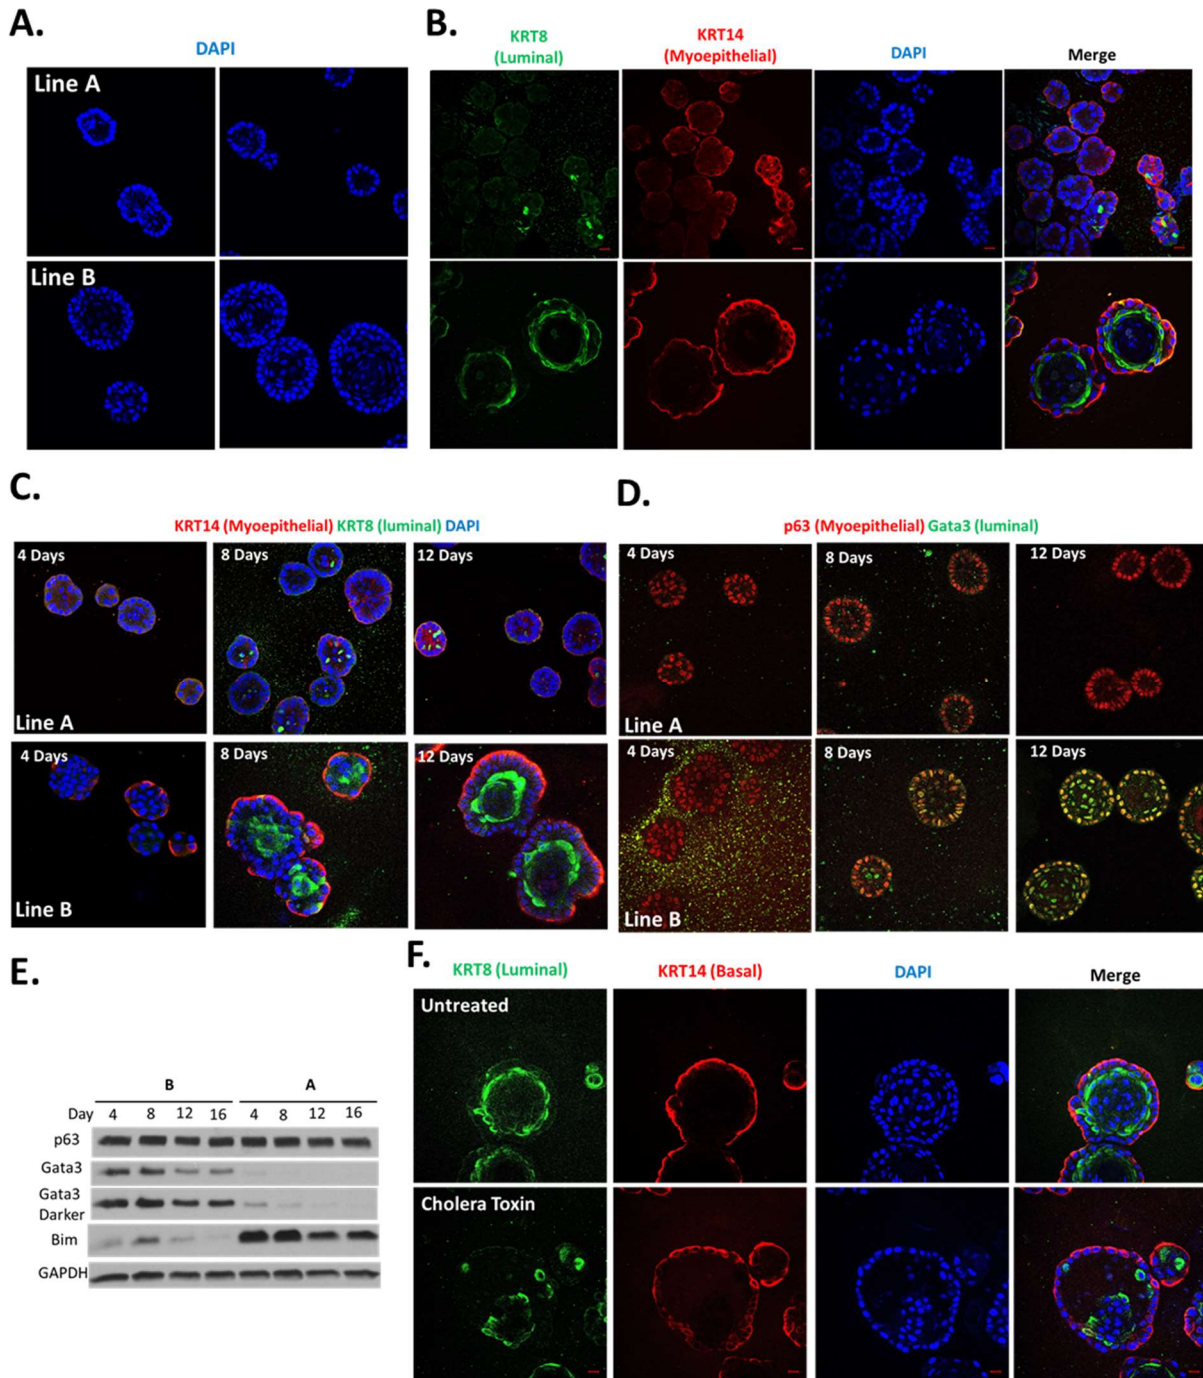 A.
DAPI
Line A
Line B
B.
KRT8
(Luminal)
KRT14
(Myoepithelial)
DAPI
Merge
C.
KRT14 (Myoepithelial) KRT8 (luminal) DAPI
4 Days
8 Days
12 Days
Line A
4 Days
8 Days
12 Days
Line B
D.
p63 (Myoepithelial) Gata3 (luminal)
4 Days
8 Days
12 Days
Line A
4 Days
8 Days
12 Days
Line B
E.
B A
Day 4 8 12 16 4 8 12 16
p63
Gata3
Gata3
Darker
Bim
GAPDH
F.
KRT8 (Luminal)
KRT14 (Basal)
DAPI
Merge
Untreated
Cholera Toxin